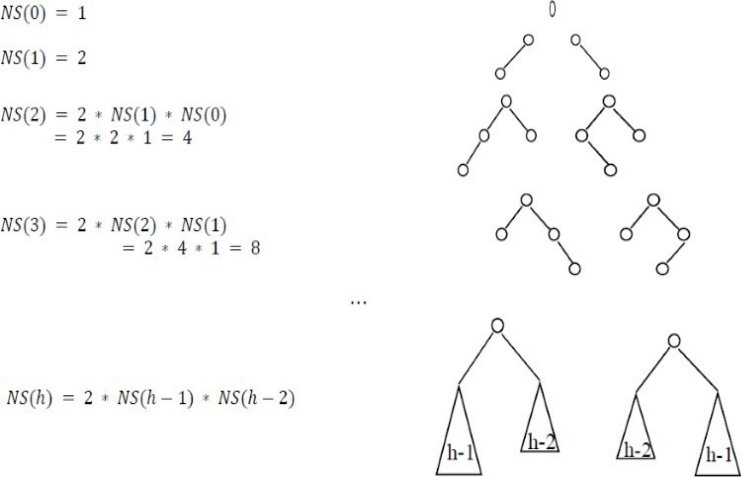 NS(0) = 1
NS(1) = 2
NS(2) = 2 * NS(1) * NS(0)
= 2 * 2 * 1 = 4
NS(3) = 2 * NS(2) * NS(1)
= 2 * 4 * 1 = 8
...
NS(h) = 2 * NS(h − 1) * NS(h − 2)
h-1 h-2 h-2 h-1